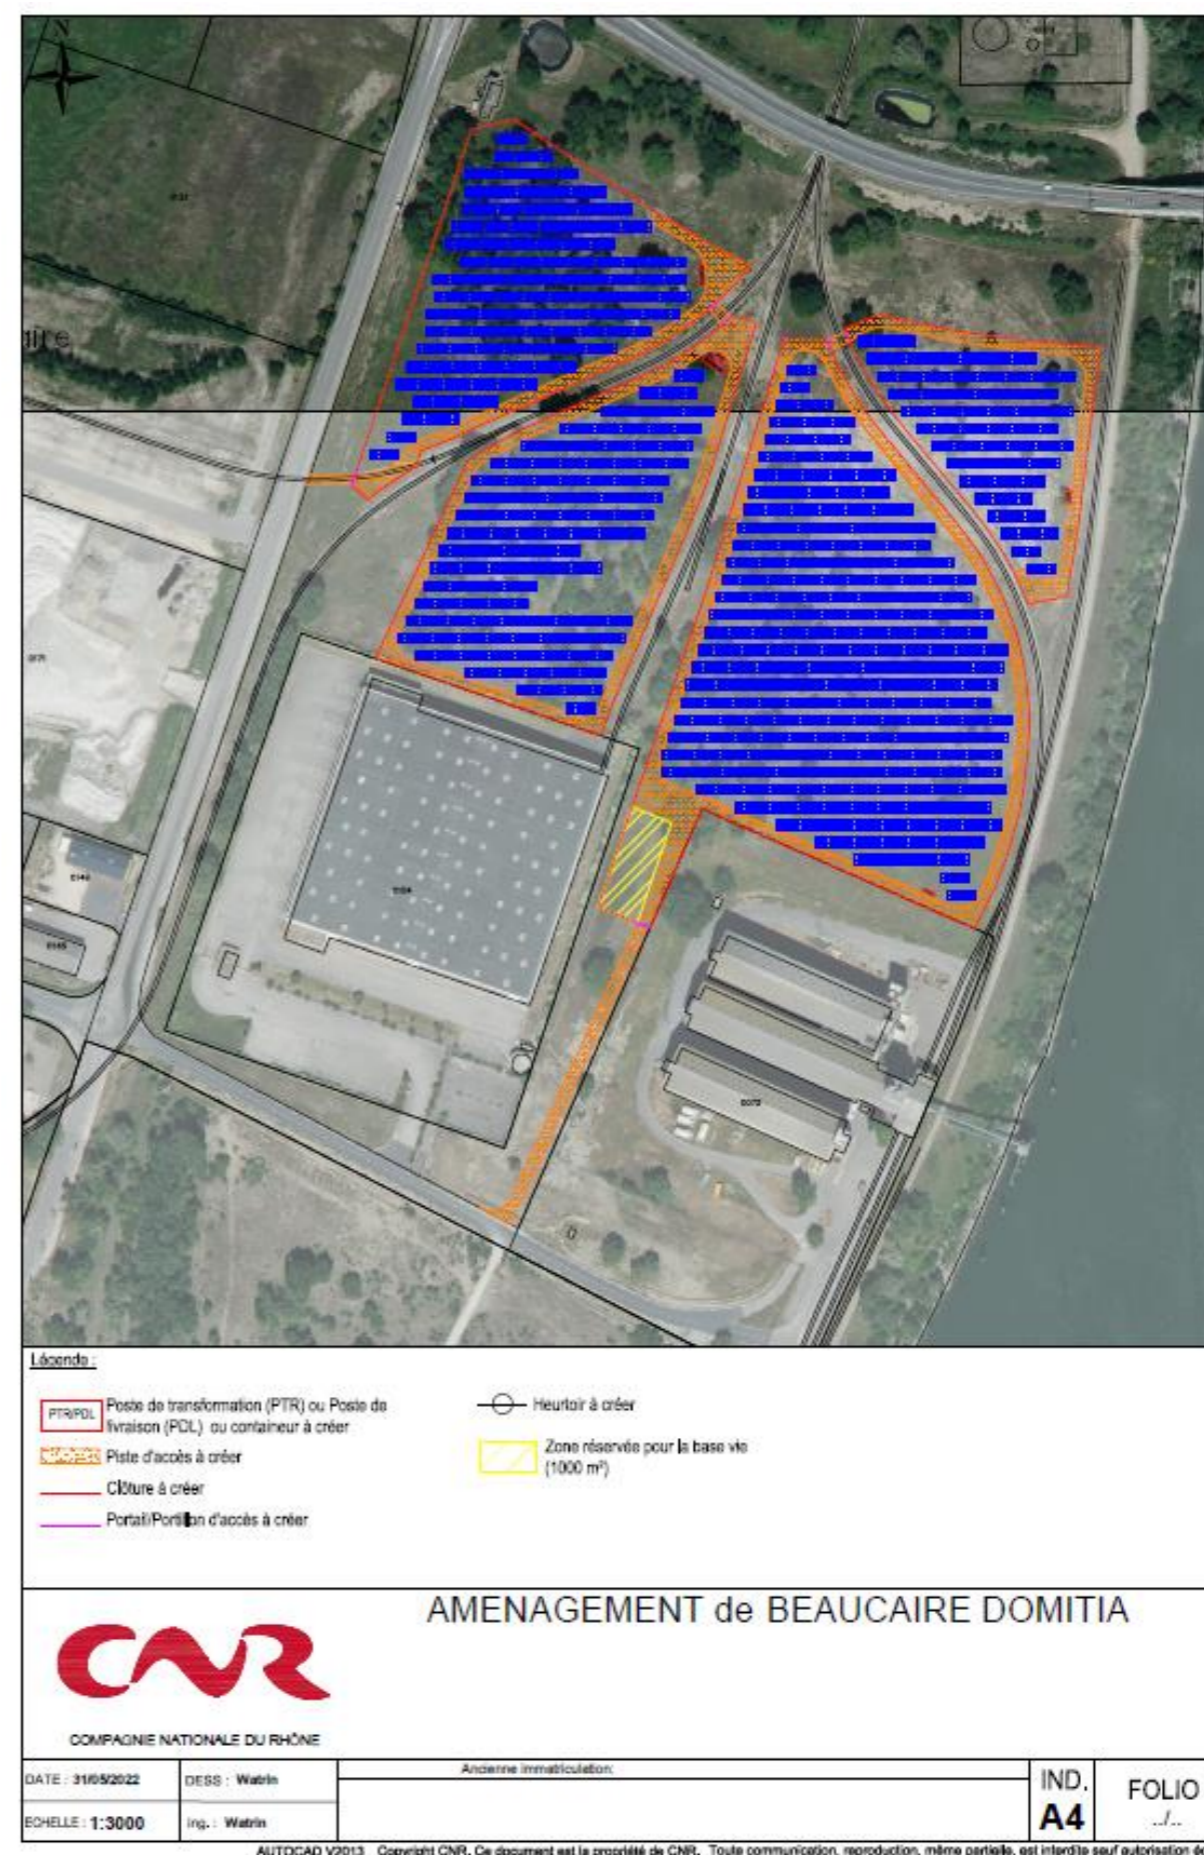 N
aire
Légende :
PTR/PDL
Poste de transformation (PTR) ou Poste de
livraison (PDL) ou containeur à créer
Piste d'accès à créer
Clôture à créer
Portail/Portillon d'accès à créer
Heurtoir à créer
Zone réservée pour la base vie
(1000 m²)
AMENAGEMENT de BEAUCAIRE DOMITIA
CNR
COMPAGNIE NATIONALE DU RHÔNE
DATE : 31/05/2022
DESS : Watrin
Ancienne immatriculation:
ECHELLE : 1:3000
Ing. : Watrin
IND.
A4
FOLIO
../..
AUTOCAD V2013 Copyright CNR. Ce document est la propriété de CNR. Toute communication, reproduction, même partielle, est interdite sauf autorisation de